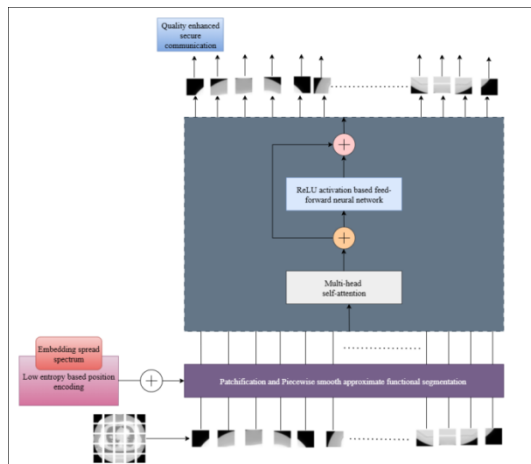 Quality enhanced
secure
communication
ReLU activation based feed-
forward neural network
Multi-head
self-attention
Embedding spread
spectrum
Low entropy based position
encoding
Patchification and Piecewise smooth approximate functional segmentation